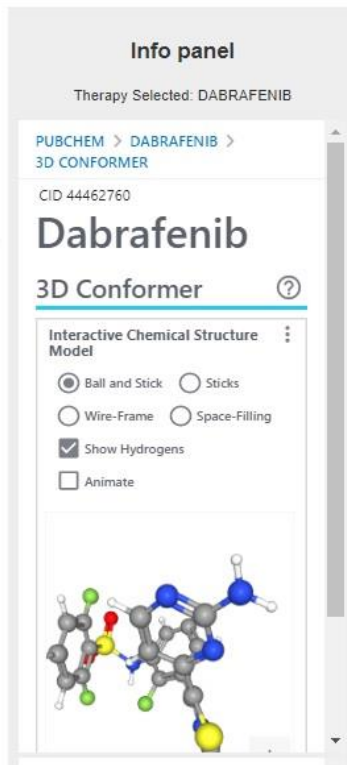 Info panel
Therapy Selected: DABRAFENIB
PUBCHEM > DABRAFENIB >
3D CONFORMER
CID 44462760
Dabrafenib
3D Conformer ?
Interactive Chemical Structure
Model
Ball and Stick Sticks
Wire-Frame Space-Filling
Show Hydrogens
Animate